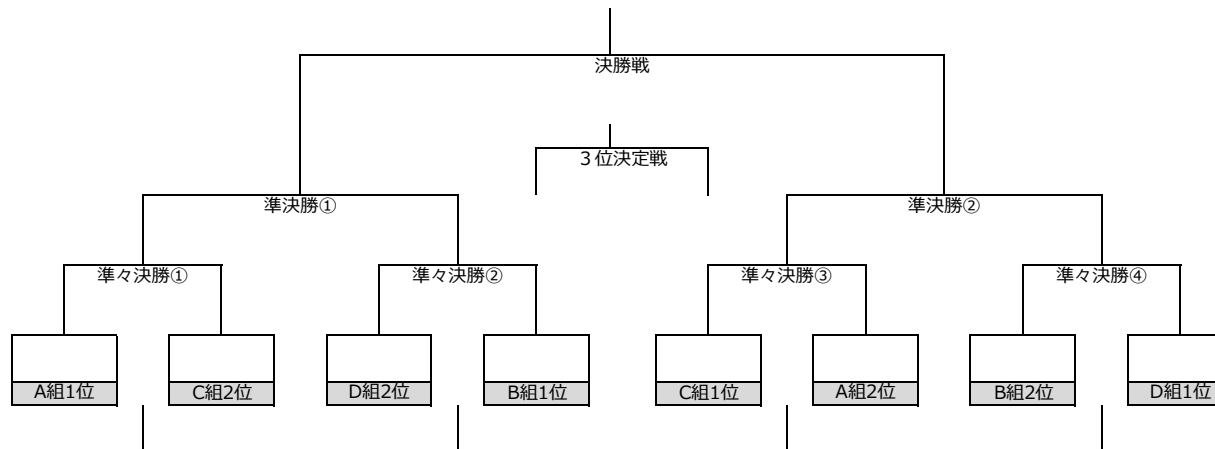 決勝戦
３位決定戦
準決勝①
準決勝②
準々決勝①
準々決勝②
準々決勝③
準々決勝④
A組1位
C組2位
D組2位
B組1位
C組1位
A組2位
B組2位
D組1位